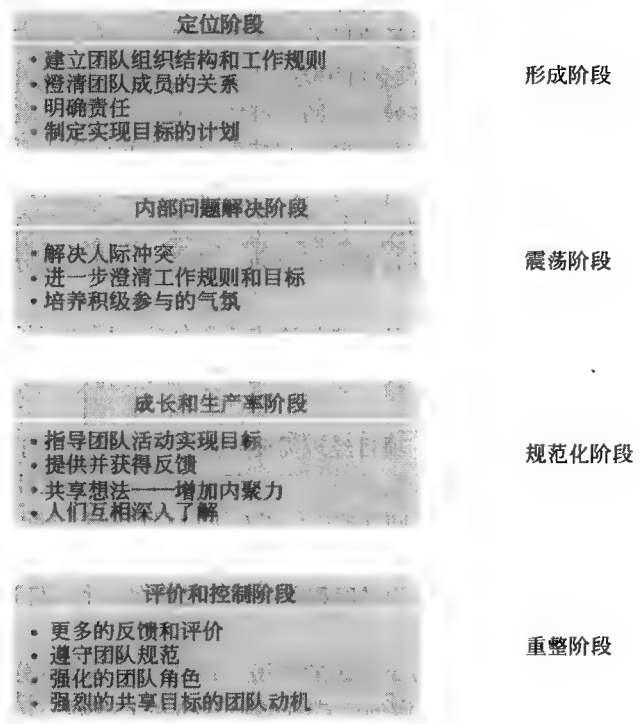 定位阶段
• 建立团队组织结构和工作规则
• 澄清团队成员的关系
• 明确责任
• 制定实现目标的计划
形成阶段
内部问题解决阶段
• 解决人际冲突
• 进一步澄清工作规则和目标
• 培养积级参与的气氛
震荡阶段
成长和生产率阶段
• 指导团队活动实现目标
• 提供并获得反馈
• 共享想法——增加内聚力
• 人们互相深入了解
规范化阶段
评价和控制阶段
• 更多的反馈和评价
• 遵守团队规范
• 强化的团队角色
• 强烈的共享目标的团队动机
重整阶段